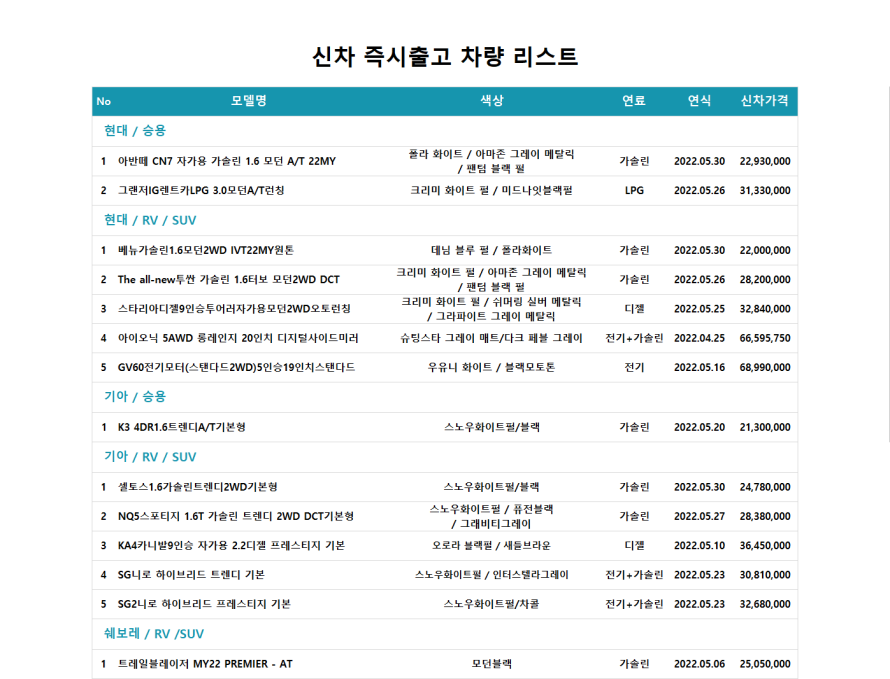 신차 즉시출고 차량 리스트
No 모델명 색상 연료 연식 신차가격
현대 / 승용
1 아반떼 CN7 자가용 가솔린 1.6 모던 A/T 22MY 폴라 화이트 / 아마존 그레이 메탈릭 / 팬텀 블랙 펄 가솔린 2022.05.30 22,930,000
2 그랜저IG렌트카LPG 3.0모던A/T런칭 크리미 화이트 펄 / 미드나잇블랙펄 LPG 2022.05.26 31,330,000
현대 / RV / SUV
1 베뉴가솔린1.6모던2WD IVT22MY원톤 데님 블루 펄 / 폴라화이트 가솔린 2022.05.30 22,000,000
2 The all-new투싼 가솔린 1.6터보 모던2WD DCT 크리미 화이트 펄 / 아마존 그레이 메탈릭 / 팬텀 블랙 펄 가솔린 2022.05.26 28,200,000
3 스타리아디젤9인승투어러자가용모던2WD오토런칭 크리미 화이트 펄 / 쉬머링 실버 메탈릭 / 그라파이트 그레이 메탈릭 디젤 2022.05.25 32,840,000
4 아이오닉 5AWD 롱레인지 20인치 디지털사이드미러 슈팅스타 그레이 매트/다크 페블 그레이 전기+가솔린 2022.04.25 66,595,750
5 GV60전기모터(스탠다드2WD)5인승19인치스탠다드 우유니 화이트 / 블랙모토톤 전기 2022.05.16 68,990,000
기아 / 승용
1 K3 4DR1.6트렌디A/T기본형 스노우화이트펄/블랙 가솔린 2022.05.20 21,300,000
기아 / RV / SUV
1 셀토스1.6가솔린트렌디2WD기본형 스노우화이트펄/블랙 가솔린 2022.05.30 24,780,000
2 NQ5스포티지 1.6T 가솔린 트렌디 2WD DCT기본형 스노우화이트펄 / 퓨전블랙 / 그래비티그레이 가솔린 2022.05.27 28,380,000
3 KA4카니발9인승 자가용 2.2디젤 프레스티지 기본 오로라 블랙펄 / 새들브라운 디젤 2022.05.10 36,450,000
4 SG니로 하이브리드 트렌디 기본 스노우화이트펄 / 인터스텔라그레이 전기+가솔린 2022.05.23 30,810,000
5 SG2니로 하이브리드 프레스티지 기본 스노우화이트펄/차콜 전기+가솔린 2022.05.23 32,680,000
쉐보레 / RV /SUV
1 트레일블레이저 MY22 PREMIER - AT 모던블랙 가솔린 2022.05.06 25,050,000